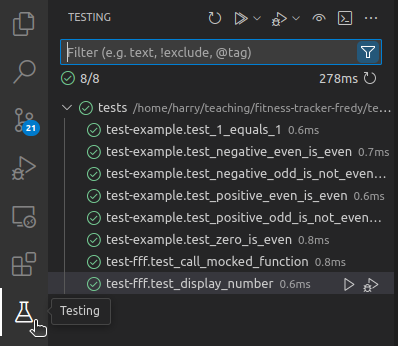 TESTING
Filter (e.g. text, !exclude, @tag)
8/8 278ms
tests /home/harry/teaching/fitness-tracker-fredy/te...
21
test-example.test_1_equals_1 0.6ms
test-example.test_negative_even_is_even 0.7ms
test-example.test_negative_odd_is_not_even...
test-example.test_positive_even_is_even 0.6ms
test-example.test_positive_odd_is_not_even...
test-example.test_zero_is_even 0.8ms
test-fff.test_call_mocked_function 0.8ms
test-fff.test_display_number 0.6ms
Testing